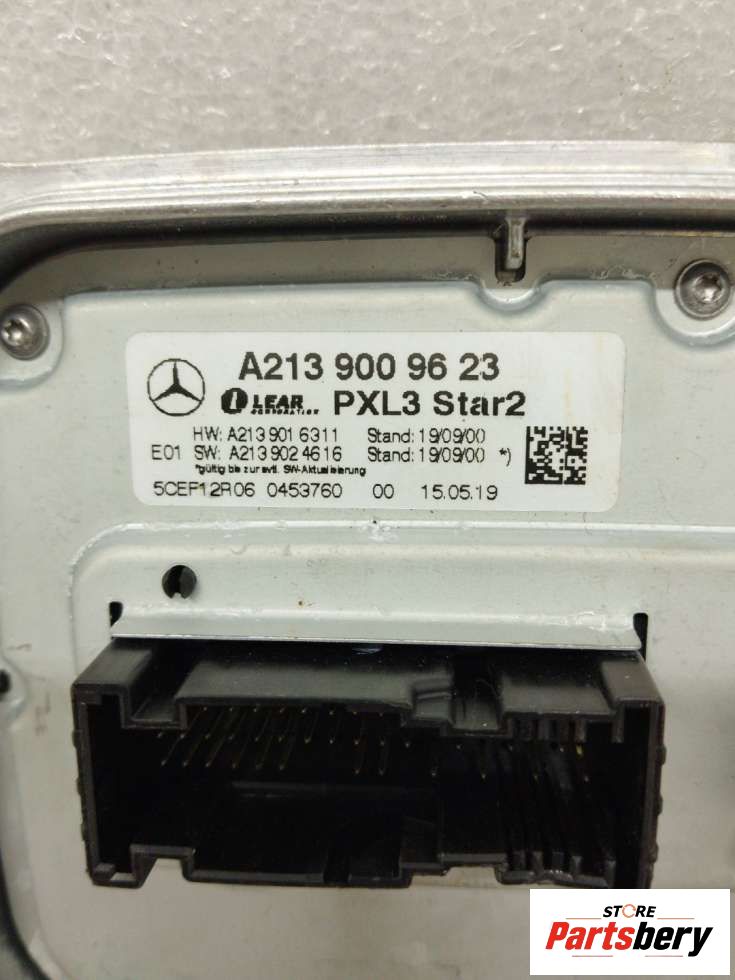 A213 900 96 23
LEAR CORPORATION PXL3 Star2
HW: A213 901 6311 Stand: 19/09/00
E01 SW: A213 902 4616 Stand: 19/09/00 *)
*gültig bis zur evtl. SW-Aktualisierung
5CEF12R06 0453760 00 15.05.19
STORE
Partsbery